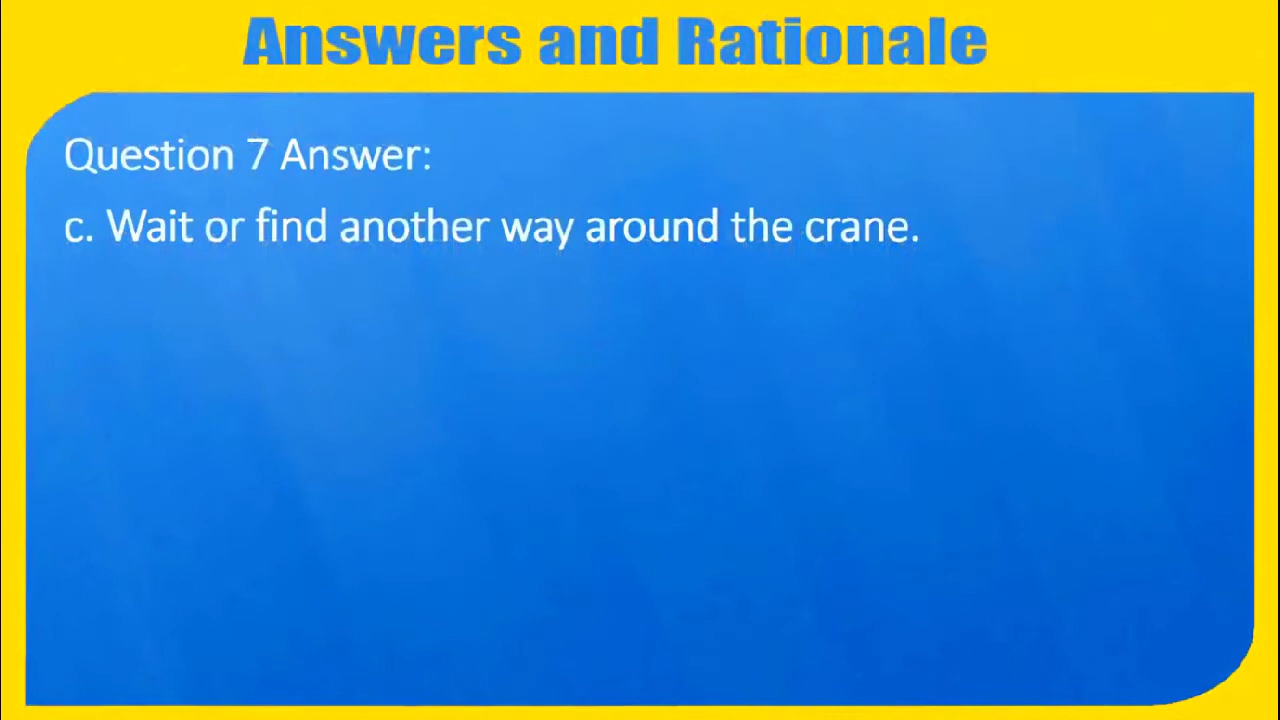 Answers and Rationale
Question 7 Answer:
c. Wait or find another way around the crane.